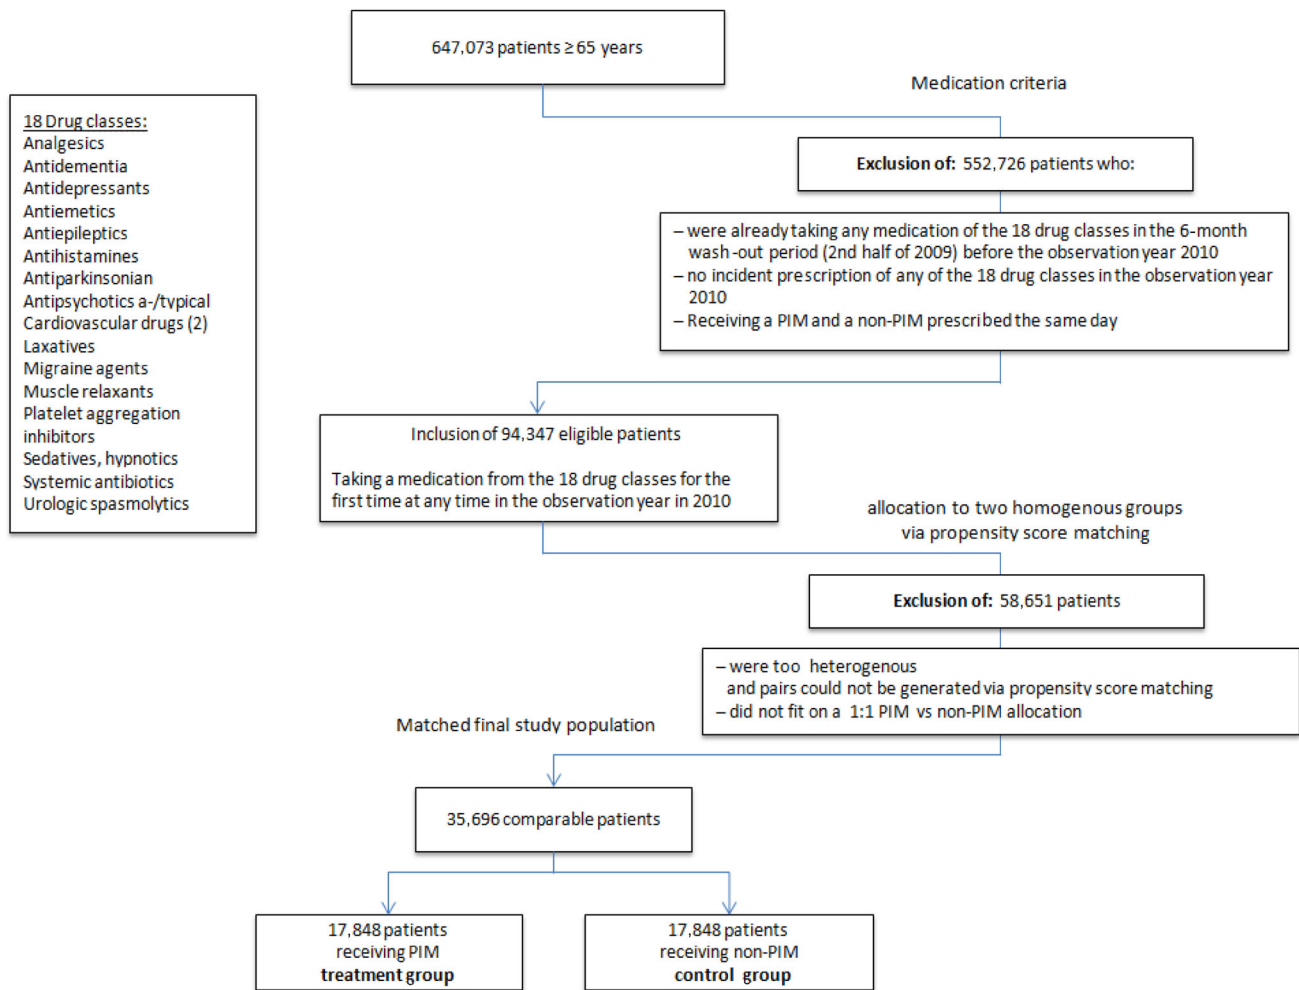 647,073 patients ≥ 65 years
Medication criteria
18 Drug classes:
Analgesics
Antidementia
Antidepressants
Antiemetics
Antiepileptics
Antihistamines
Antiparkinsonian
Antipsychotics a-/typical
Cardiovascular drugs (2)
Laxatives
Migraine agents
Muscle relaxants
Platelet aggregation
inhibitors
Sedatives, hypnotics
Systemic antibiotics
Urologic spasmolytics
Exclusion of: 552,726 patients who:
– were already taking any medication of the 18 drug classes in the 6-month
wash -out period (2nd half of 2009) before the observation year 2010
– no incident prescription of any of the 18 drug classes in the observation year
2010
– Receiving a PIM and a non-PIM prescribed the same day
Inclusion of 94,347 eligible patients
Taking a medication from the 18 drug classes for the
first time at any time in the observation year in 2010
allocation to two homogenous groups
via propensity score matching
Exclusion of: 58,651 patients
– were too heterogenous
and pairs could not be generated via propensity score matching
– did not fit on a 1:1 PIM vs non-PIM allocation
Matched final study population
35,696 comparable patients
17,848 patients
receiving PIM
treatment group
17,848 patients
receiving non-PIM
control group